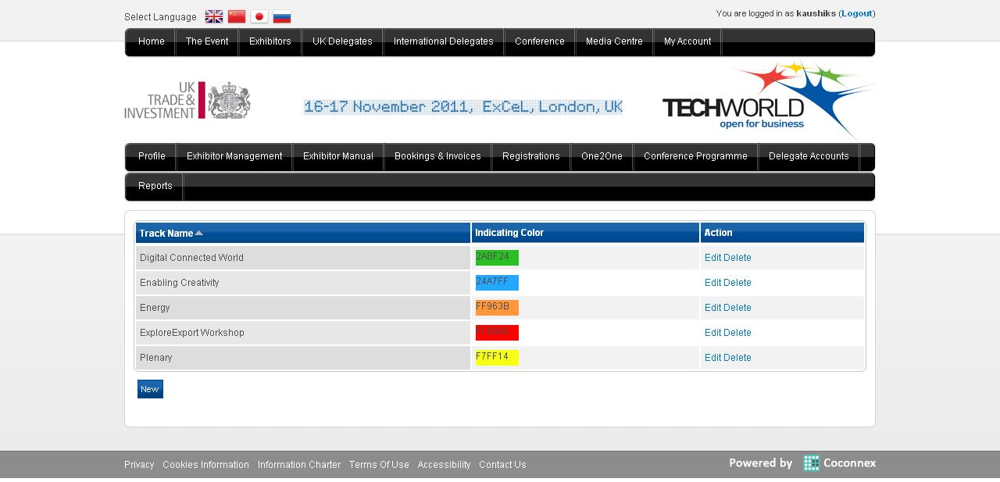 Select Language
You are logged in as kaushiks (Logout)
Home The Event Exhibitors UK Delegates International Delegates Conference Media Centre My Account
UK
TRADE &
INVESTMENT
16-17 November 2011, ExCeL, London, UK
TECHWORLD
open for business
Profile Exhibitor Management Exhibitor Manual Bookings & Invoices Registrations One2One Conference Programme Delegate Accounts
Reports
Track Name Indicating Color Action
Digital Connected World 2ABF24 Edit Delete
Enabling Creativity 24A7FF Edit Delete
Energy FF963B Edit Delete
ExploreExport Workshop Edit Delete
Plenary F7FF14 Edit Delete
New
Privacy Cookies Information Information Charter Terms Of Use Accessibility Contact Us
Powered by Coconnex